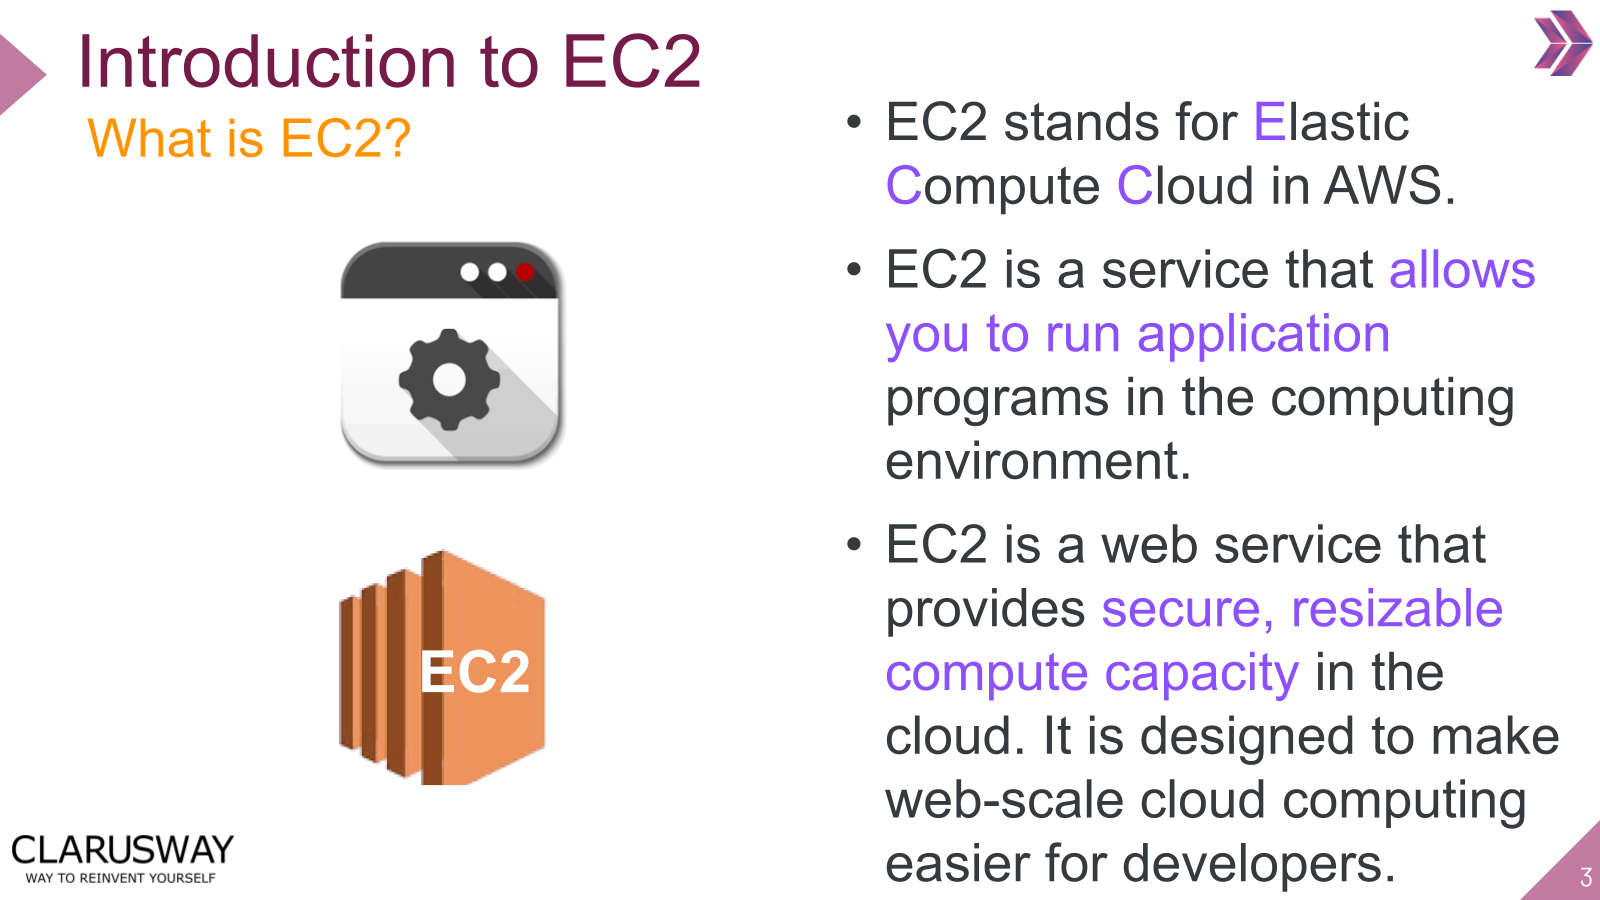 Introduction to EC2
What is EC2?
• EC2 stands for Elastic
Compute Cloud in AWS.
• EC2 is a service that allows
you to run application
programs in the computing
environment.
• EC2 is a web service that
provides secure, resizable
compute capacity in the
cloud. It is designed to make
web-scale cloud computing
easier for developers.
EC2
CLARUSWAY
WAY TO REINVENT YOURSELF
3